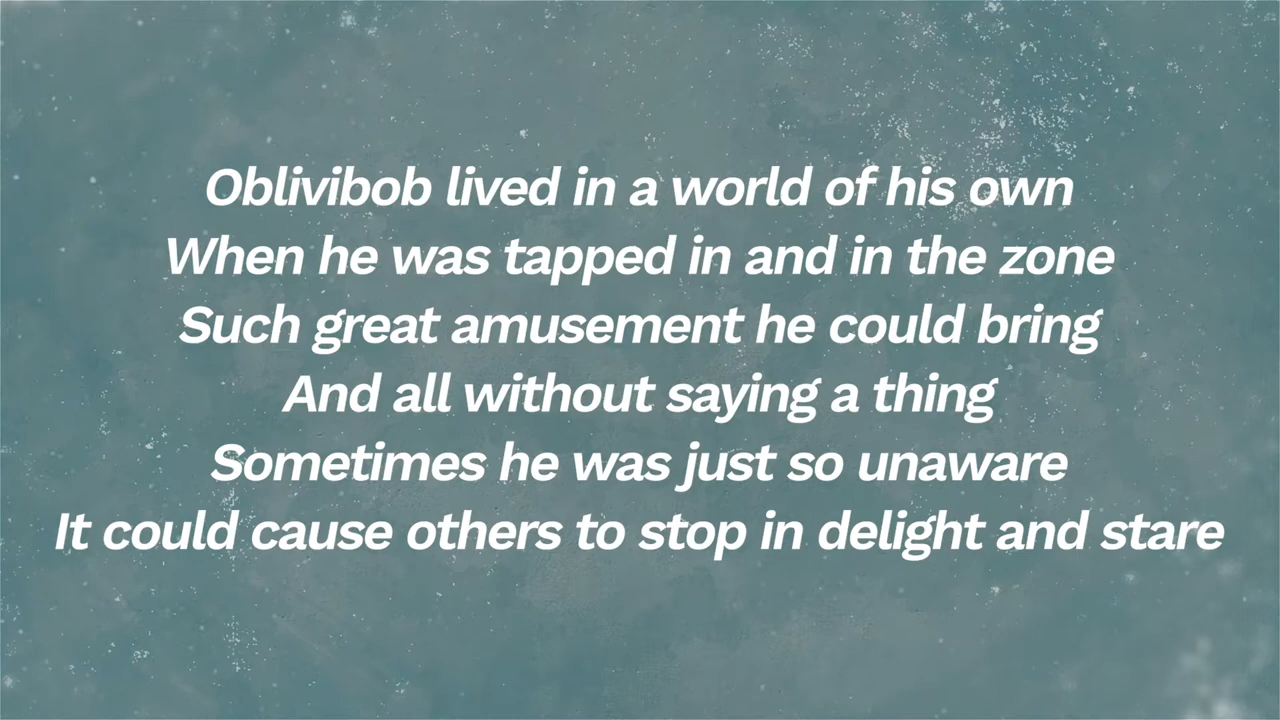 Oblivibob lived in a world of his own
When he was tapped in and in the zone
Such great amusement he could bring
And all without saying a thing
Sometimes he was just so unaware
It could cause others to stop in delight and stare